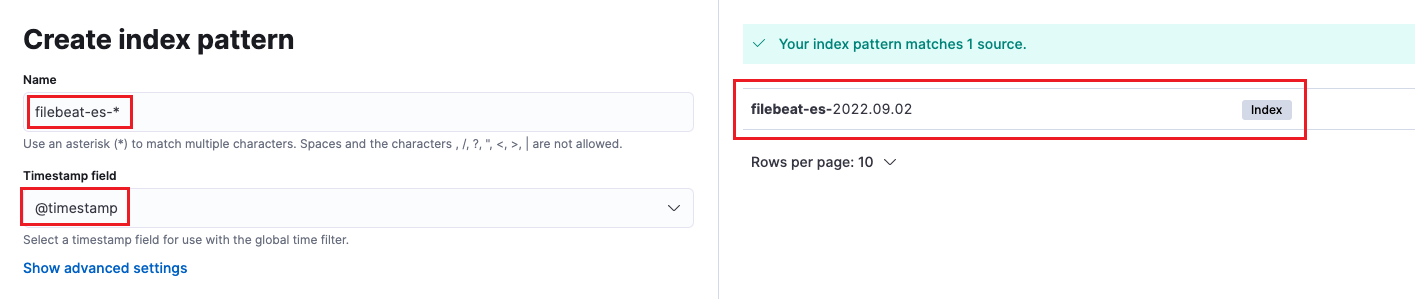 Create index pattern
Name
filebeat-es-*
Use an asterisk (*) to match multiple characters. Spaces and the characters , /, ?, ", <, >, | are not allowed.
Timestamp field
@timestamp
Select a timestamp field for use with the global time filter.
Show advanced settings
Your index pattern matches 1 source.
filebeat-es-2022.09.02 Index
Rows per page: 10